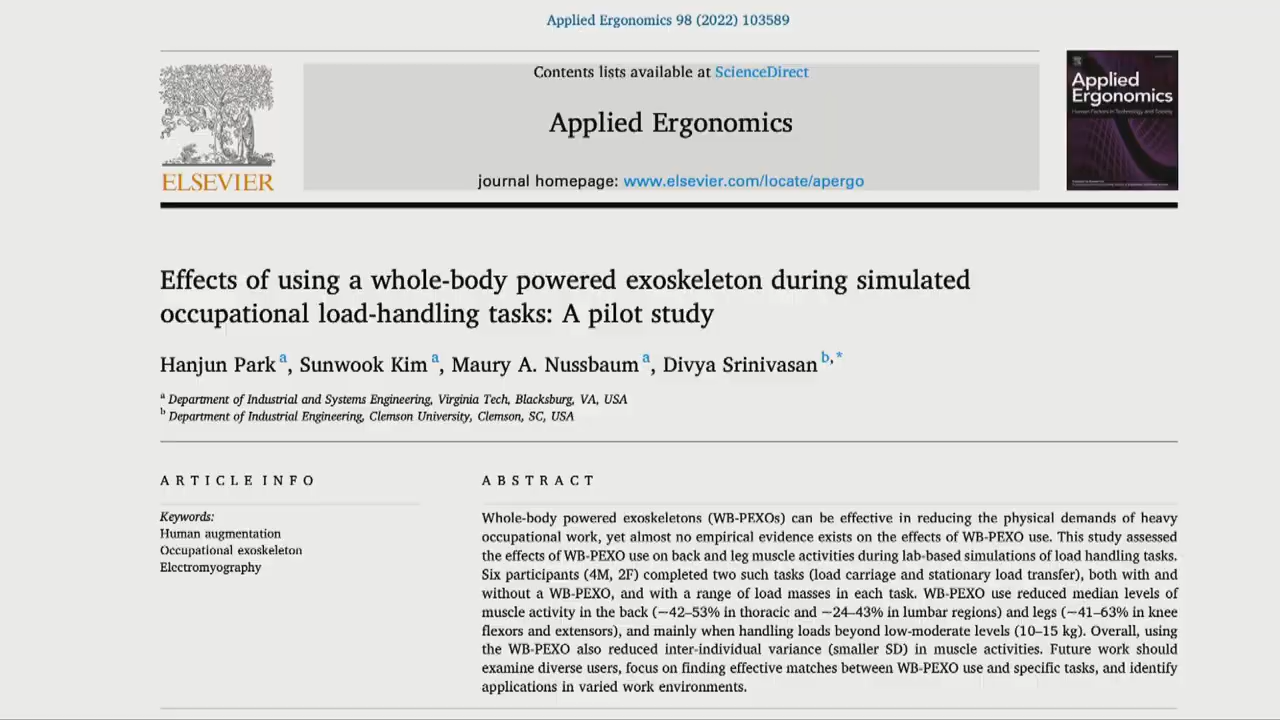 Applied Ergonomics 98 (2022) 103589
Contents lists available at ScienceDirect
Applied Ergonomics
journal homepage: www.elsevier.com/locate/apergo
ELSEVIER
Applied
Ergonomics
Human Factors in Technology and Society
Effects of using a whole-body powered exoskeleton during simulated
occupational load-handling tasks: A pilot study
Hanjun Park a, Sunwook Kim a, Maury A. Nussbaum a, Divya Srinivasan b,*
a Department of Industrial and Systems Engineering, Virginia Tech, Blacksburg, VA, USA
b Department of Industrial Engineering, Clemson University, Clemson, SC, USA
ARTICLE INFO
Keywords:
Human augmentation
Occupational exoskeleton
Electromyography
ABSTRACT
Whole-body powered exoskeletons (WB-PEXOs) can be effective in reducing the physical demands of heavy
occupational work, yet almost no empirical evidence exists on the effects of WB-PEXO use. This study assessed
the effects of WB-PEXO use on back and leg muscle activities during lab-based simulations of load handling tasks.
Six participants (4M, 2F) completed two such tasks (load carriage and stationary load transfer), both with and
without a WB-PEXO, and with a range of load masses in each task. WB-PEXO use reduced median levels of
muscle activity in the back (−42–53% in thoracic and −24–43% in lumbar regions) and legs (−41–63% in knee
flexors and extensors), and mainly when handling loads beyond low-moderate levels (10–15 kg). Overall, using
the WB-PEXO also reduced inter-individual variance (smaller SD) in muscle activities. Future work should
examine diverse users, focus on finding effective matches between WB-PEXO use and specific tasks, and identify
applications in varied work environments.